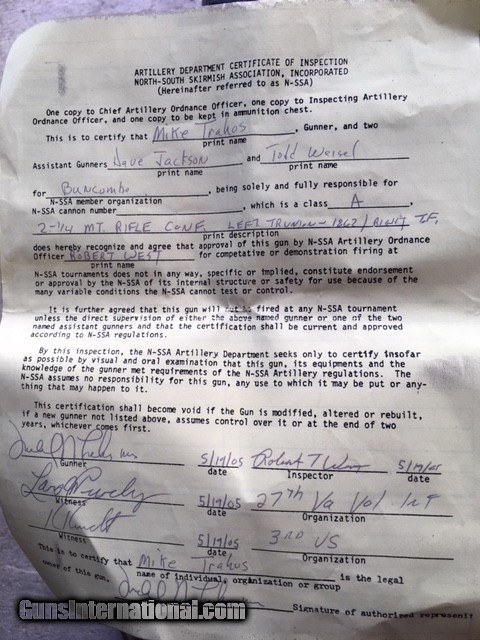 ARTILLERY DEPARTMENT CERTIFICATE OF INSPECTION
NORTH-SOUTH SKIRMISH ASSOCIATION, INCORPORATED
(Hereinafter referred to as N-SSA)
One copy to Chief Artillery Ordnance Officer, one copy to Inspecting Artillery
Ordnance Officer, and one copy to be kept in ammunition chest.
This is to certify that Mike Trahos, Gunner, and two
print name
Assistant Gunners Dave Jackson and Todd Weisel
print name print name
for Buncombe, being solely and fully responsible for
N-SSA member organization
N-SSA cannon number, which is a class A,
2-1/4 MT. RIFLE CONF. LEFT 1862/ T.F.
print description
does hereby recognize and agree that approval of this gun by N-SSA Artillery Ordnance
Officer ROBERT WEST for competative or demonstration firing at
print name
N-SSA tournaments does not in any way, specific or implied, constitute endorsement
or approval by the N-SSA of its internal structure or safety for use because of the
many variable conditions the N-SSA cannot test or control.
It is further agreed that this gun will not be fired at any N-SSA tournament
unless the direct supervision of either the above named gunner or one of the two
named assistant gunners and that the certification shall be current and approved
according to N-SSA regulations.
By this inspection, the N-SSA Artillery Department seeks only to certify insofar
as possible by visual and oral examination that this gun, its equipments and the
knowledge of the gunner met requirements of the N-SSA Artillery regulations. The
N-SSA assumes no responsibility for this gun, any use to which it may be put or any-
thing that may happen to it.
This certification shall become void if the Gun is modified, altered or rebuilt,
if a new gunner not listed above, assumes control over it or at the end of two
years, whichever comes first.
5/19/05 5/19/05
Gunner date Inspector date
5/19/05 27th Va Vol. Inf
Witness date Organization
5/19/05 3RD US
Witness date Organization
This is to certify that Mike Trahos is the legal
name of individual, organization or group
owner of this gun.
Signature of authorized represent
GunsInternational.com